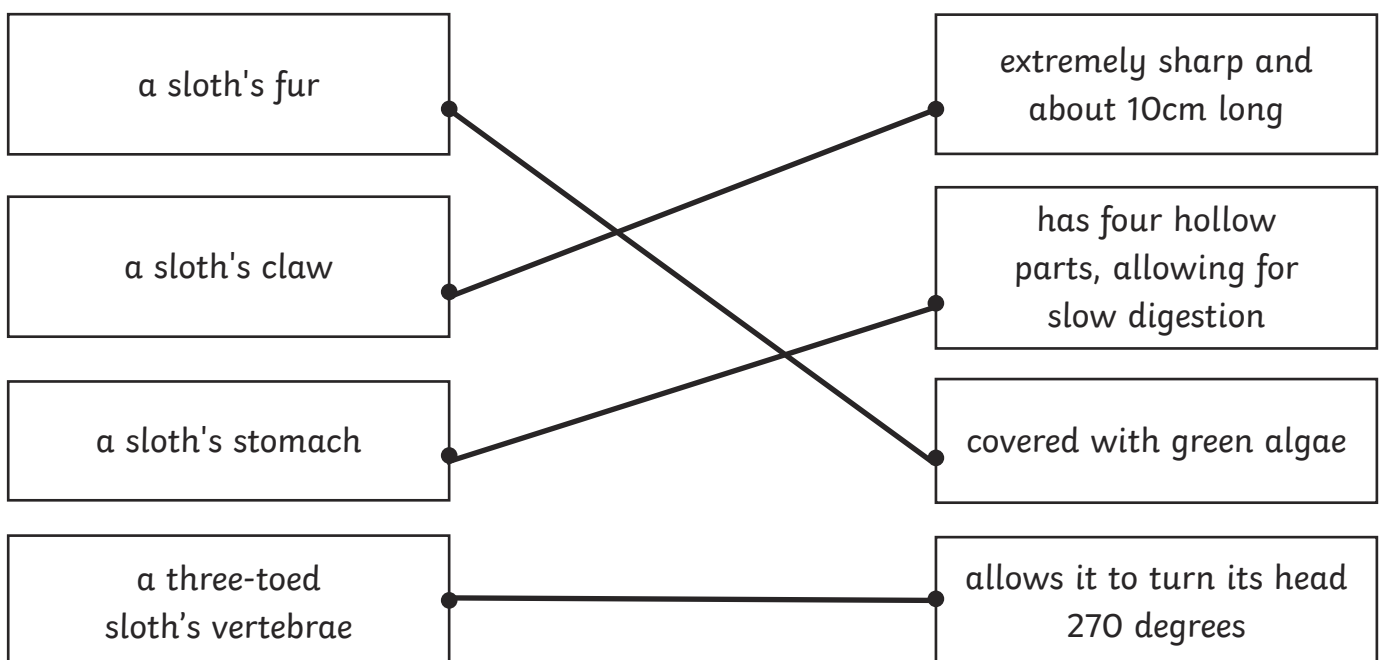 a sloth's fur
a sloth's claw
a sloth's stomach
a three-toed
sloth’s vertebrae
extremely sharp and
about 10cm long
has four hollow
parts, allowing for
slow digestion
covered with green algae
allows it to turn its head
270 degrees